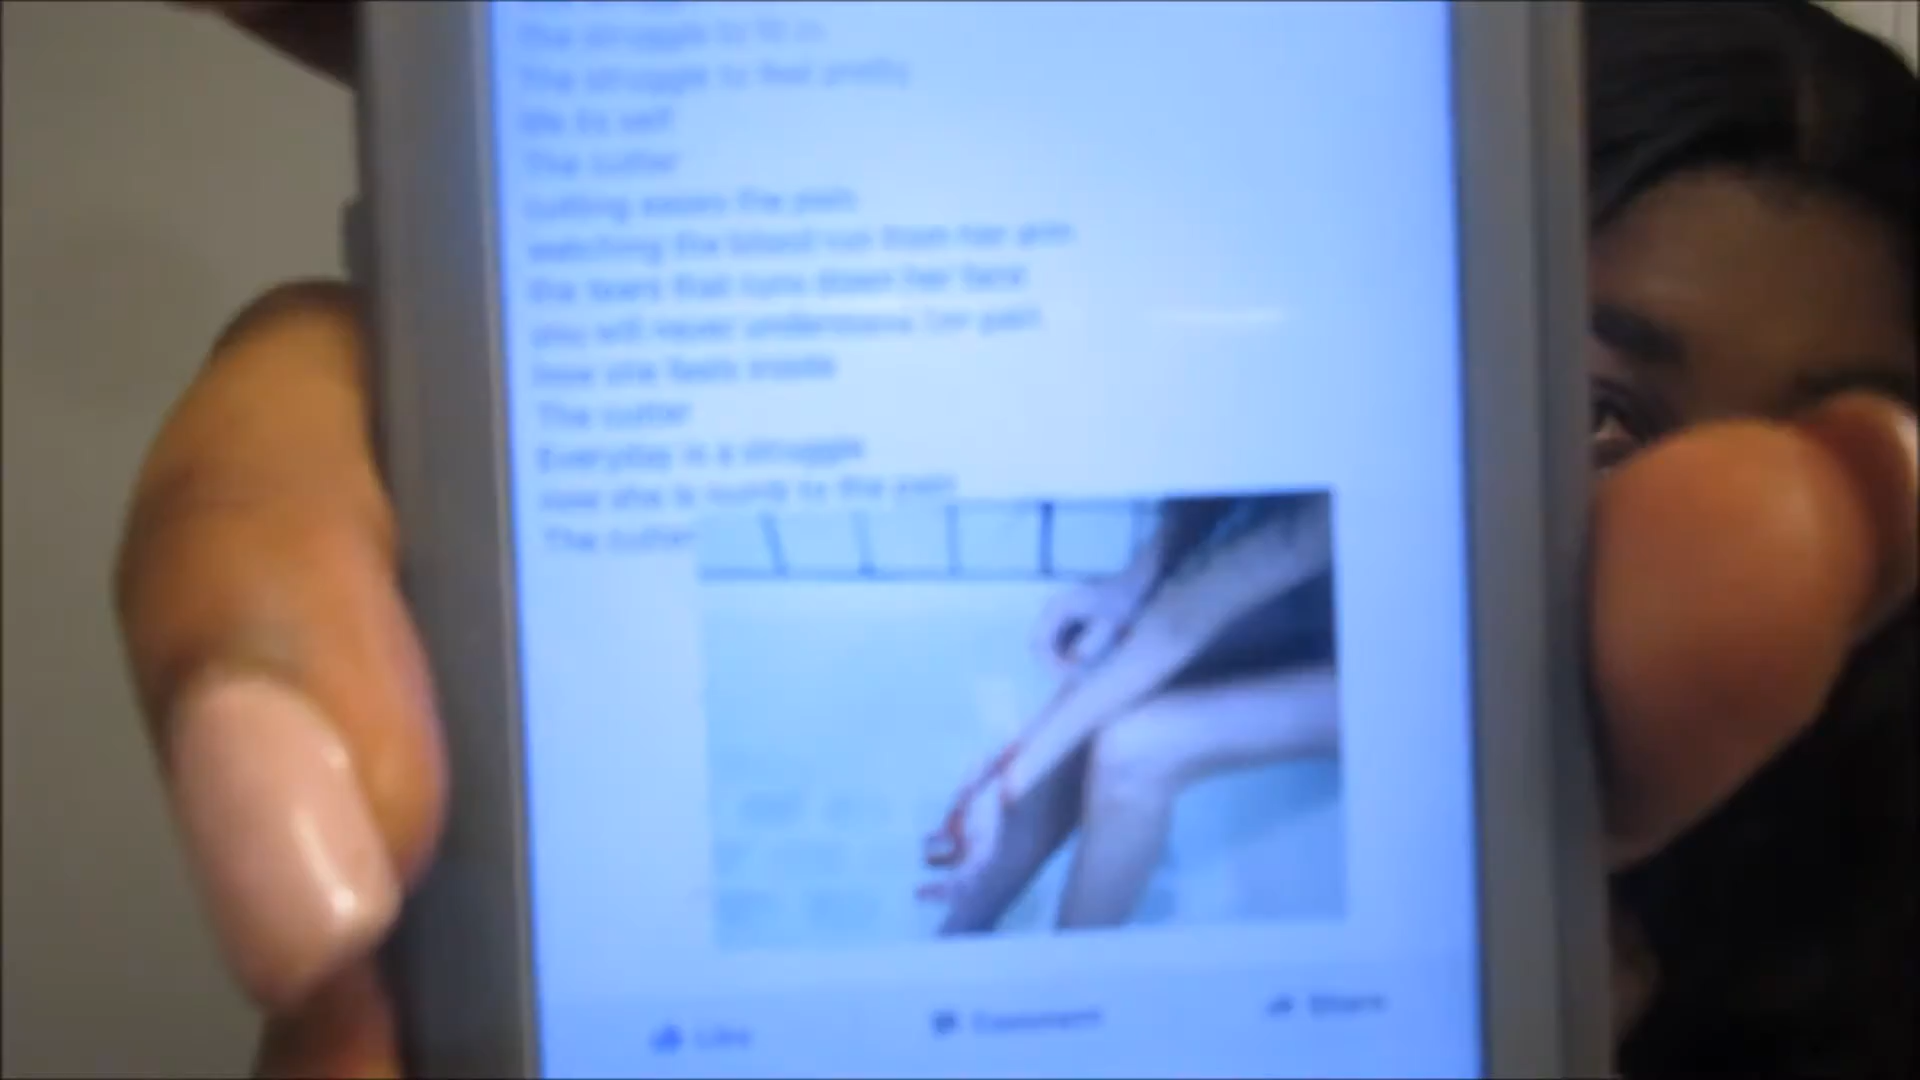 The struggle to fit in
The struggle to feel pretty
life its self
The cutter
cutting eases the pain
watching the blood run from her arm
the tears that runs down her face
you will never understand her pain
how she feels inside
The cutter
Everyday is a struggle
now she is numb to the pain
The cutter
Like
Comment
Share